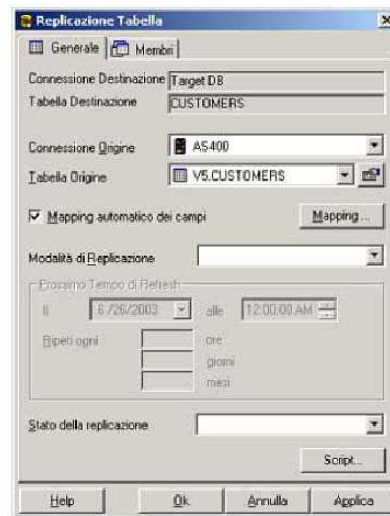 Replicazione Tabella
Generale Membri
Connessione Destinazione Target DB
Tabella Destinazione CUSTOMERS
Connessione Origine AS400
Tabella Origine V5.CUSTOMERS
Mapping automatico dei campi Mapping ...
Modalità di Replicazione
Prossimo Tempo di Refresh
Il 6 /26/2003 alle 12:00:00 AM
Ripeti ogni ore
giorni
mesi
Stato della replicazione
Script...
Help Ok Annulla Applica